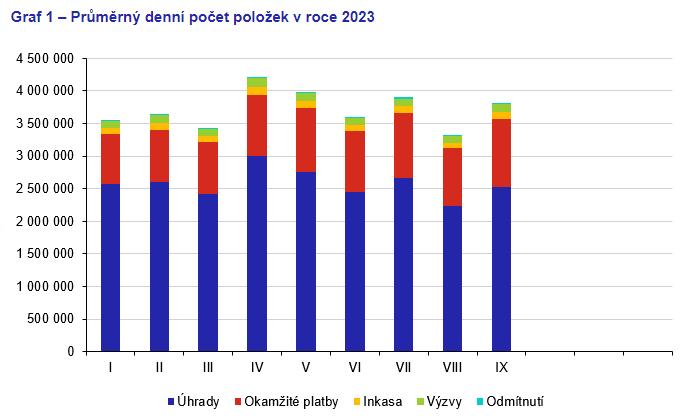 Graf 1 – Průměrný denní počet položek v roce 2023
4 500 000
4 000 000
3 500 000
3 000 000
2 500 000
2 000 000
1 500 000
1 000 000
500 000
0
I II III IV V VI VII VIII IX
Úhrady Okamžité platby Inkasa Výzvy Odmítnutí